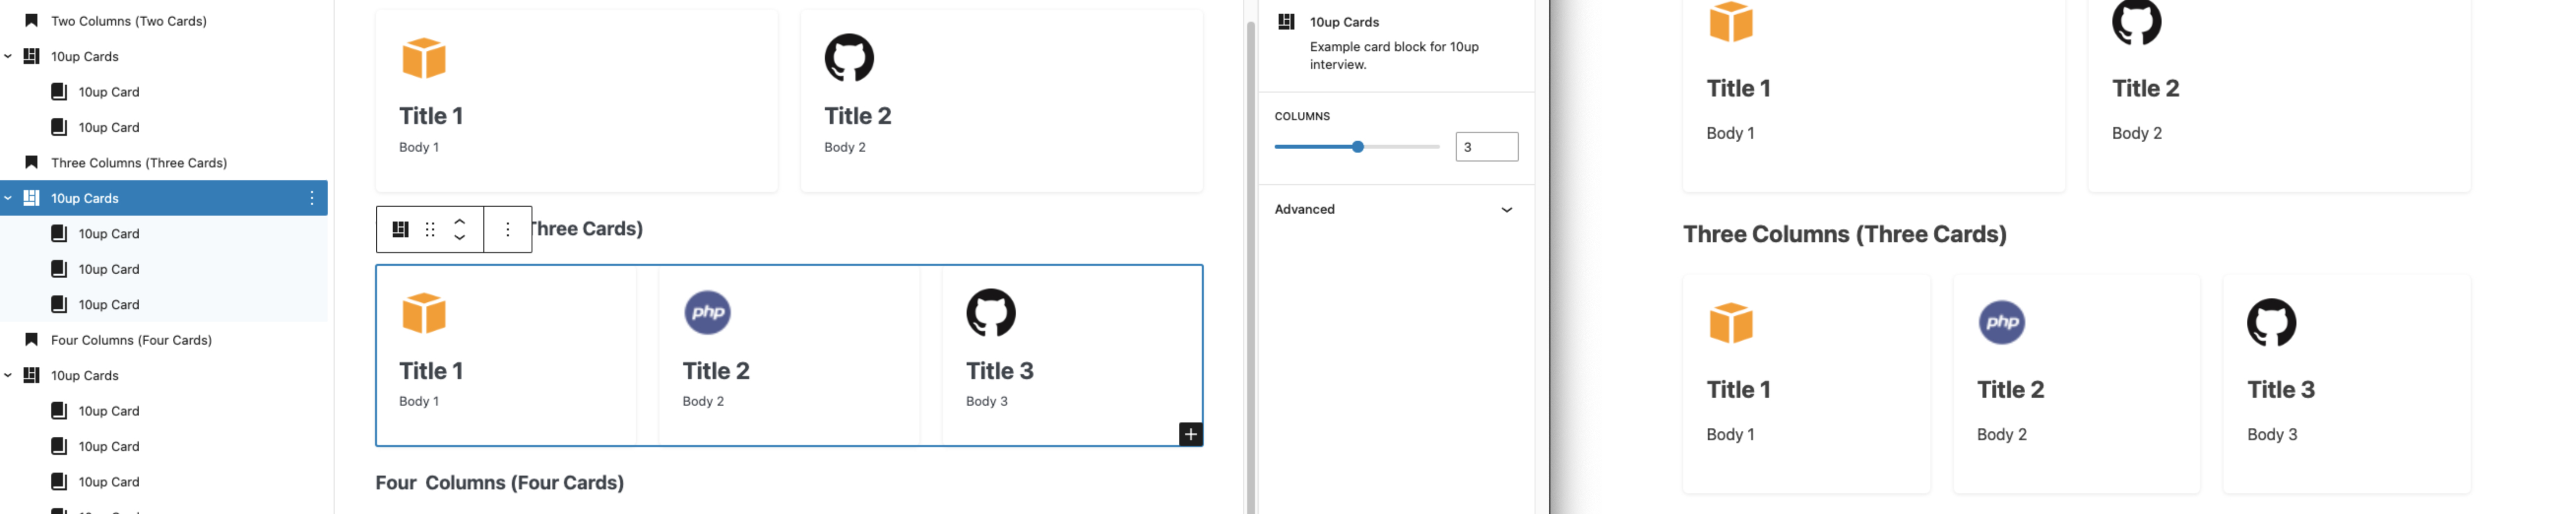 Two Columns (Two Cards)
10up Cards
10up Card
10up Card
Three Columns (Three Cards)
10up Cards
10up Card
10up Card
10up Card
Four Columns (Four Cards)
10up Cards
10up Card
10up Card
10up Card
Title 1
Body 1
Title 2
Body 2
Three Cards)
php
Title 1
Body 1
Title 2
Body 2
Title 3
Body 3
Four  Columns (Four Cards)
10up Cards
Example card block for 10up
interview.
COLUMNS
3
Advanced
Title 1
Body 1
Title 2
Body 2
Three Columns (Three Cards)
php
Title 1
Body 1
Title 2
Body 2
Title 3
Body 3